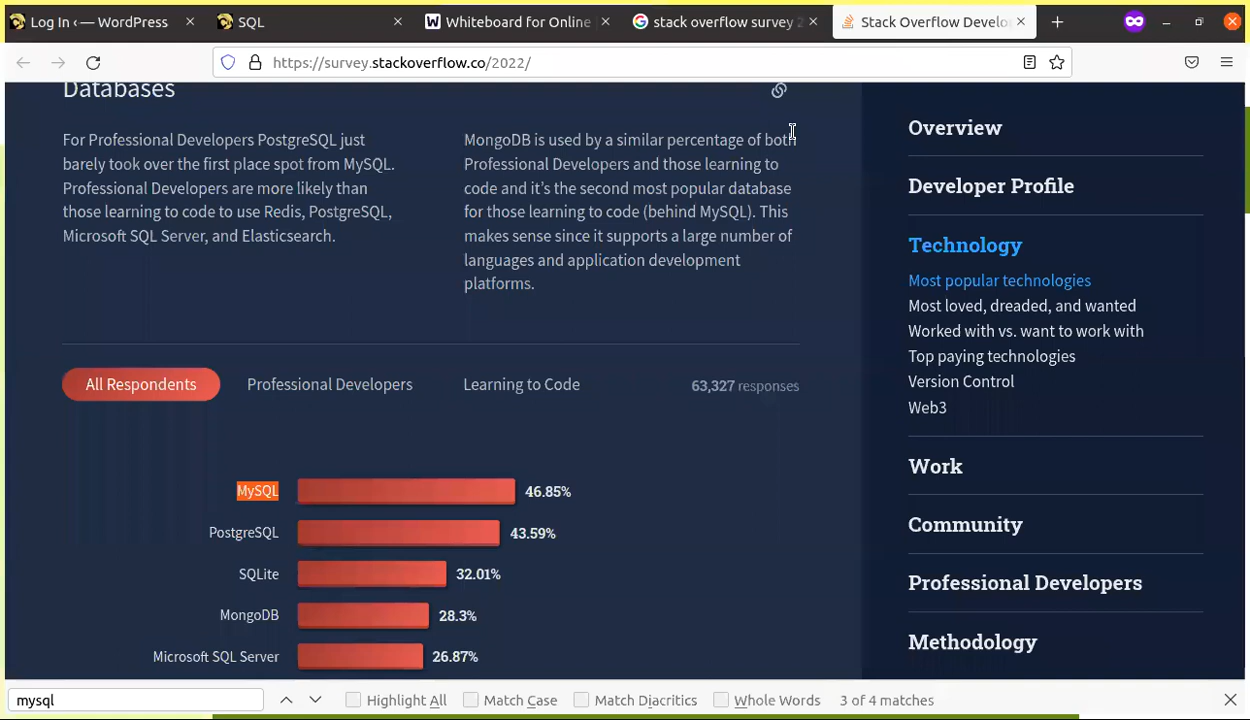 Log In ‹ — WordPress
SQL
Whiteboard for Online
stack overflow survey 2
Stack Overflow Develo
https://survey.stackoverflow.co/2022/
Databases
For Professional Developers PostgreSQL just
barely took over the first place spot from MySQL.
Professional Developers are more likely than
those learning to code to use Redis, PostgreSQL,
Microsoft SQL Server, and Elasticsearch.
MongoDB is used by a similar percentage of both
Professional Developers and those learning to
code and it's the second most popular database
for those learning to code (behind MySQL). This
makes sense since it supports a large number of
languages and application development
platforms.
All Respondents
Professional Developers
Learning to Code
63,327 responses
MySQL 46.85%
PostgreSQL 43.59%
SQLite 32.01%
MongoDB 28.3%
Microsoft SQL Server 26.87%
Overview
Developer Profile
Technology
Most popular technologies
Most loved, dreaded, and wanted
Worked with vs. want to work with
Top paying technologies
Version Control
Web3
Work
Community
Professional Developers
Methodology
mysql
Highlight All
Match Case
Match Diacritics
Whole Words
3 of 4 matches